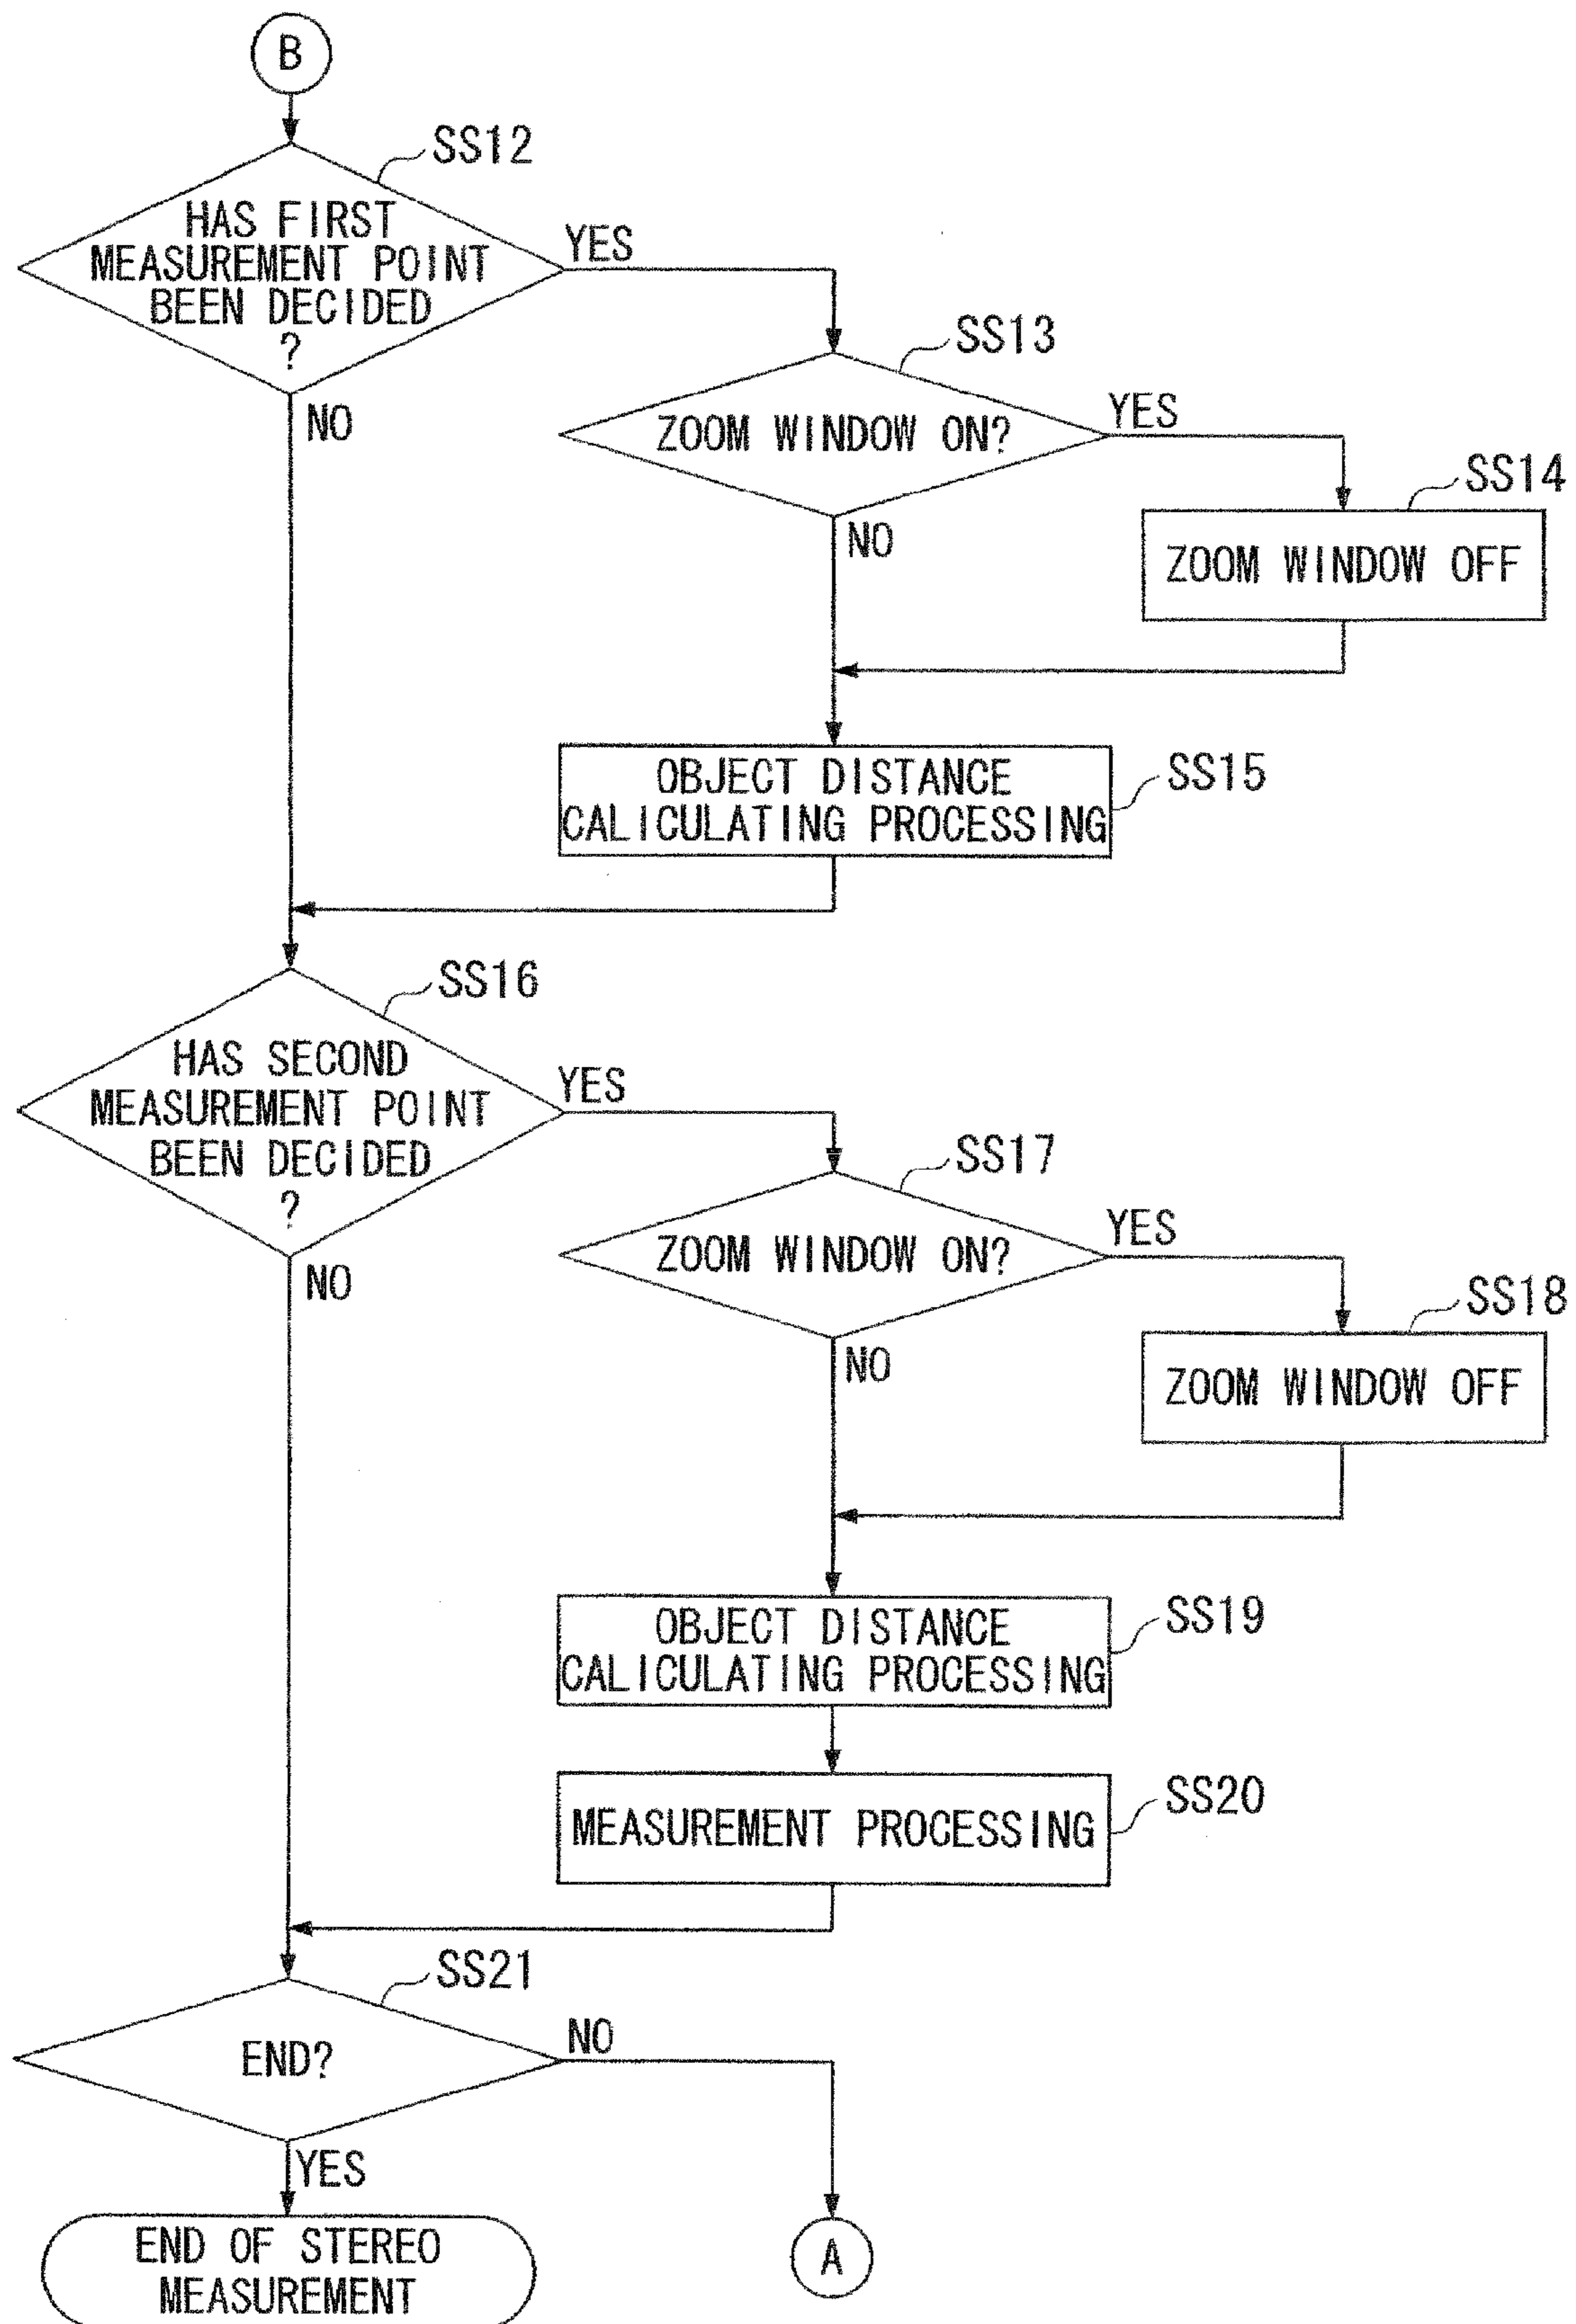 B
SS12
HAS FIRST
MEASUREMENT POINT
BEEN DECIDED
?
YES
NO
SS13
ZOOM WINDOW ON?
YES
NO
SS14
ZOOM WINDOW OFF
OBJECT DISTANCE
CALICULATING PROCESSING
SS15
SS16
HAS SECOND
MEASUREMENT POINT
BEEN DECIDED
?
YES
NO
SS17
ZOOM WINDOW ON?
YES
NO
SS18
ZOOM WINDOW OFF
OBJECT DISTANCE
CALICULATING PROCESSING
SS19
MEASUREMENT PROCESSING
SS20
SS21
END?
NO
YES
END OF STEREO
MEASUREMENT
A